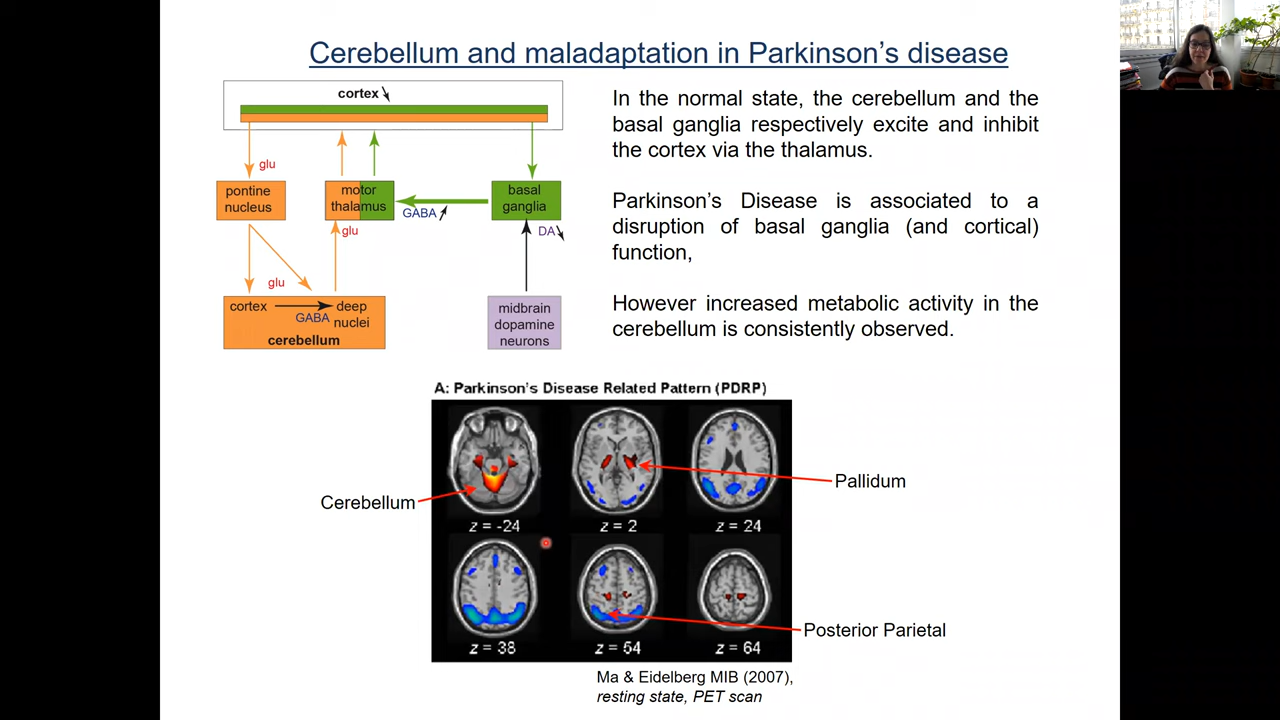 Cerebellum and maladaptation in Parkinson's disease
cortex
glu
pontine
nucleus
motor
thalamus
GABA
basal
ganglia
glu
DA
glu
cortex
GABA
deep
nuclei
cerebellum
midbrain
dopamine
neurons
In the normal state, the cerebellum and the
basal ganglia respectively excite and inhibit
the cortex via the thalamus.
Parkinson's Disease is associated to a
disruption of basal ganglia (and cortical)
function,
However increased metabolic activity in the
cerebellum is consistently observed.
A: Parkinson's Disease Related Pattern (PDRP)
Cerebellum
Pallidum
z = -24
z = 2
z = 24
Posterior Parietal
z = 38
z = 54
z = 64
Ma & Eidelberg MIB (2007),
resting state, PET scan